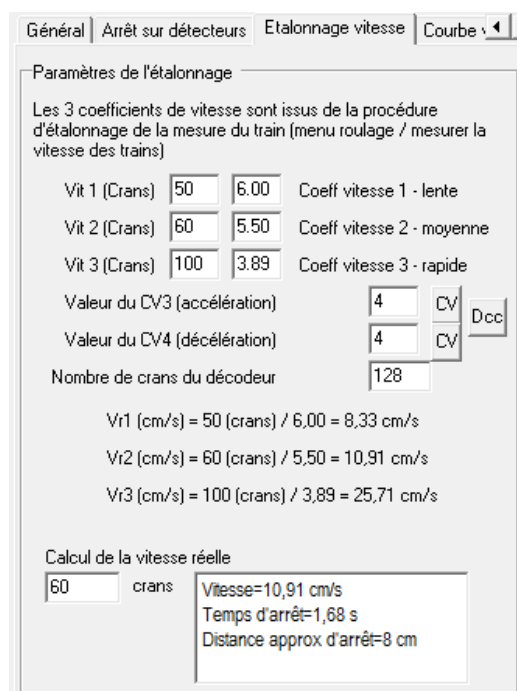 Général Arrêt sur détecteurs Etalonnage vitesse Courbe
Paramètres de l'étalonnage
Les 3 coefficients de vitesse sont issus de la procédure
d'étalonnage de la mesure du train (menu roulage / mesurer la
vitesse des trains)
Vit 1 (Crans) 50 6.00 Coeff vitesse 1 - lente
Vit 2 (Crans) 60 5.50 Coeff vitesse 2 - moyenne
Vit 3 (Crans) 100 3.89 Coeff vitesse 3 - rapide
Valeur du CV3 (accélération) 4 CV
Dcc
Valeur du CV4 (décélération) 4 CV
Nombre de crans du décodeur 128
Vr1 (cm/s) = 50 (crans) / 6,00 = 8,33 cm/s
Vr2 (cm/s) = 60 (crans) / 5,50 = 10,91 cm/s
Vr3 (cm/s) = 100 (crans) / 3,89 = 25,71 cm/s
Calcul de la vitesse réelle
60 crans
Vitesse=10,91 cm/s
Temps d'arrêt=1,68 s
Distance approx d'arrêt=8 cm